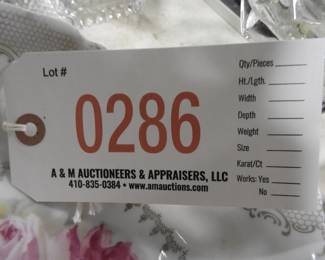 Lot #
0286
A & M AUCTIONEERS & APPRAISERS, LLC
410-835-0384 • www.amauctions.com
Qty/Pieces
Ht./Lgth.
Width
Depth
Weight
Size
Karat/Ct
Works: Yes
No